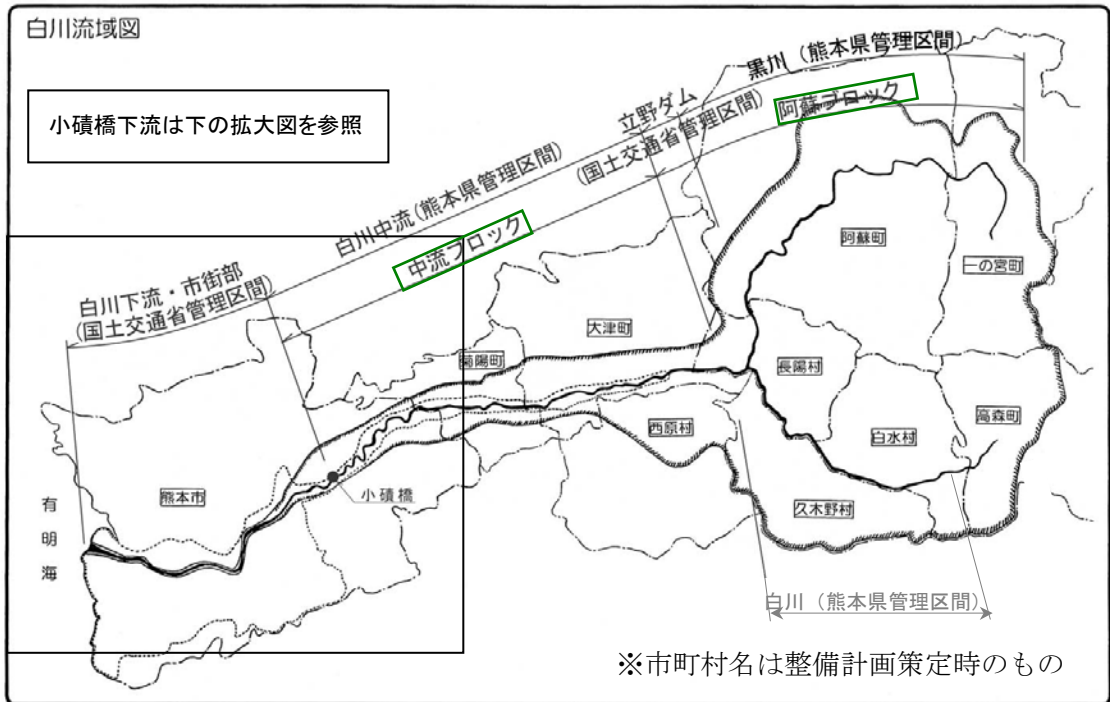 白川流域図
小磧橋下流は下の拡大図を参照
黒川（熊本県管理区間）
阿蘇ブロック
立野ダム
(国土交通省管理区間)
白川中流(熊本県管理区間)
中流ブロック
白川下流・市街部
(国土交通省管理区間)
阿蘇町
一の宮町
大津町
菊陽町
長陽村
高森町
西原村
白水村
小磧橋
熊本市
久木野村
有明海
白川（熊本県管理区間）
※市町村名は整備計画策定時のもの